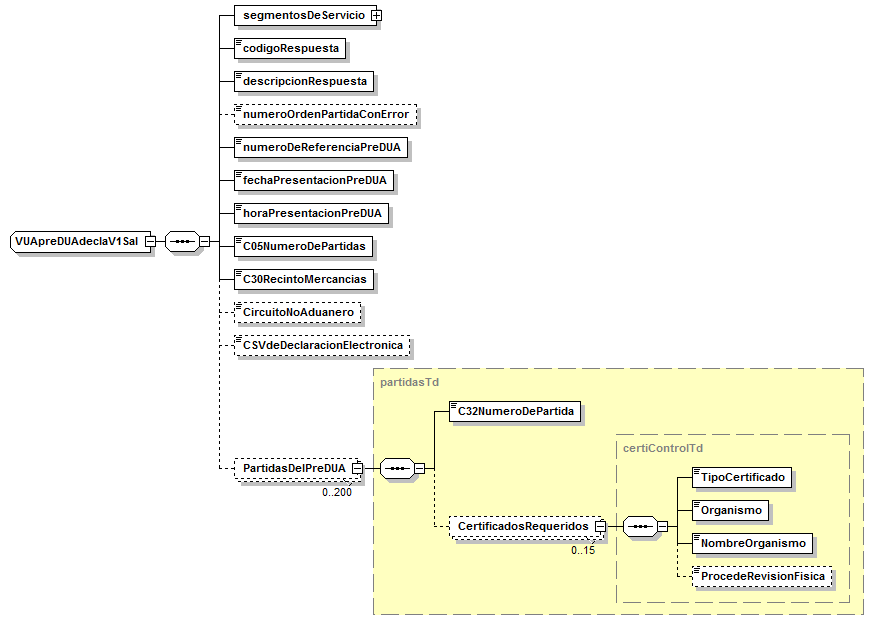 segmentosDeServicio
codigoRespuesta
descripcionRespuesta
numeroOrdenPartidaConError
numeroDeReferenciaPreDUA
fechaPresentacionPreDUA
horaPresentacionPreDUA
VUApreDUAdeclaV1Sal
C05NumeroDePartidas
C30RecintoMercancias
CircuitoNoAduanero
CSVdeDeclaracionElectronica
partidasTd
C32NumeroDePartida
certiControlTd
PartidasDelPreDUA
0..200
TipoCertificado
Organismo
CertificadosRequeridos
0..15
NombreOrganismo
ProcedeRevisionFisica